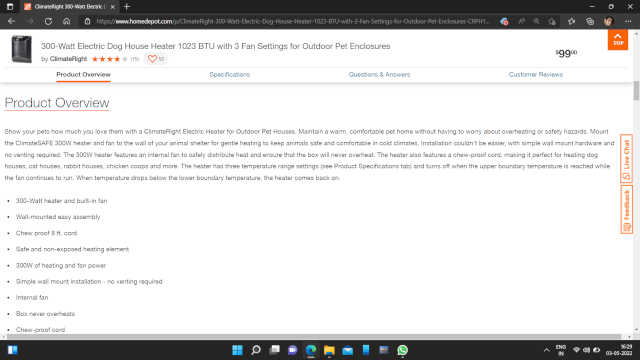 ClimateRight 300-Watt Electric D
https://www.homedepot.com/p/ClimateRight-300-Watt-Electric-Dog-House-Heater-1023-BTU-with-3-Fan-Settings-for-Outdoor-Pet-Enclosures-CRPH1...
300-Watt Electric Dog House Heater 1023 BTU with 3 Fan Settings for Outdoor Pet Enclosures
by ClimateRight (15) 52
$9900
TOP
Product Overview Specifications Questions & Answers Customer Reviews
Product Overview
Show your pets how much you love them with a ClimateRight Electric Heater for Outdoor Pet Houses. Maintain a warm, comfortable pet home without having to worry about overheating or safety hazards. Mount
the ClimateSAFE 300W heater and fan to the wall of your animal shelter for gentle heating to keep animals safe and comfortable in cold climates. Installation couldn't be easier, with simple wall mount hardware and
no venting required. The 300W heater features an internal fan to safely distribute heat and ensure that the box will never overheat. The heater also features a chew-proof cord, making it perfect for heating dog
houses, cat houses, rabbit houses, chicken coops and more. The heater has three temperature range settings (see Product Specifications tab) and turns off when the upper boundary temperature is reached while
the fan continues to run. When temperature drops below the lower boundary temperature, the heater comes back on.
• 300-Watt heater and built-in fan
• Wall-mounted easy assembly
• Chew proof 8 ft. cord
• Safe and non-exposed heating element
• 300W of heating and fan power
• Simple wall mount installation - no venting required
• Internal fan
• Box never overheats
• Chew-proof cord
Live Chat
Feedback
ENG
IN
16:29
03-05-2022